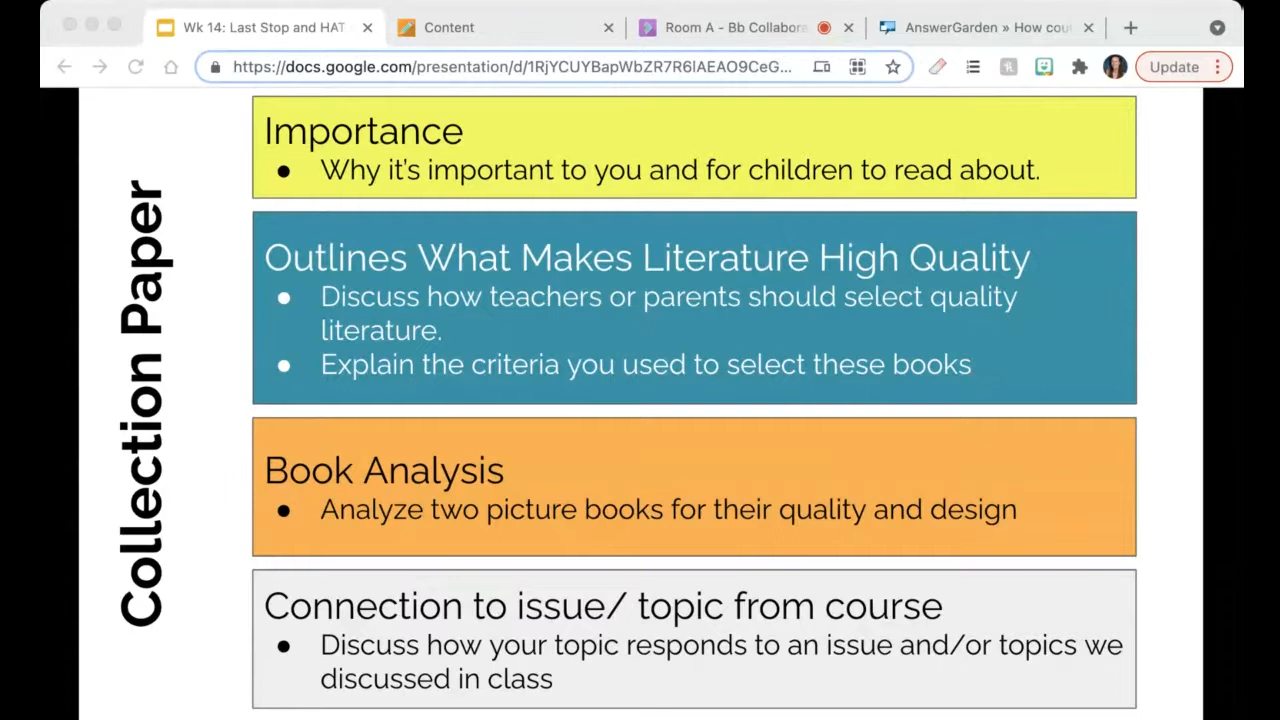 Wk 14: Last Stop and HAT
Content
Room A - Bb Collabora
AnswerGarden » How cou
https://docs.google.com/presentation/d/1RjYCUYBapWbZR7R6IAEAO9CeG...
Update
Collection Paper
Importance
● Why it's important to you and for children to read about.
Outlines What Makes Literature High Quality
● Discuss how teachers or parents should select quality
literature.
● Explain the criteria you used to select these books
Book Analysis
● Analyze two picture books for their quality and design
Connection to issue/ topic from course
● Discuss how your topic responds to an issue and/or topics we
discussed in class